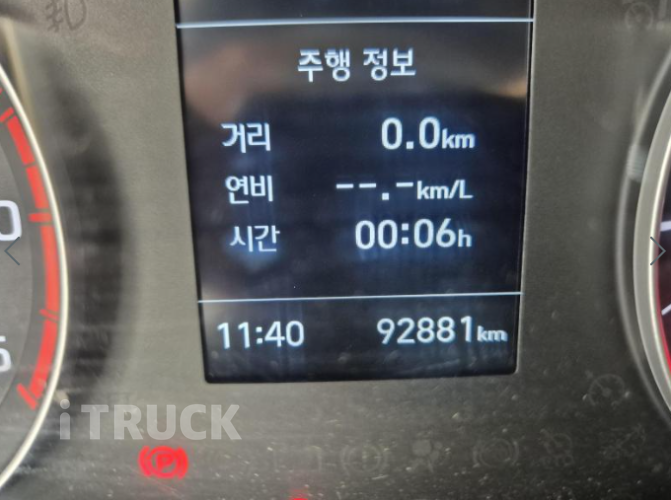 주행 정보
거리 0.0km
연비 --.-km/L
시간 00:06h
11:40 92881km
iTRUCK